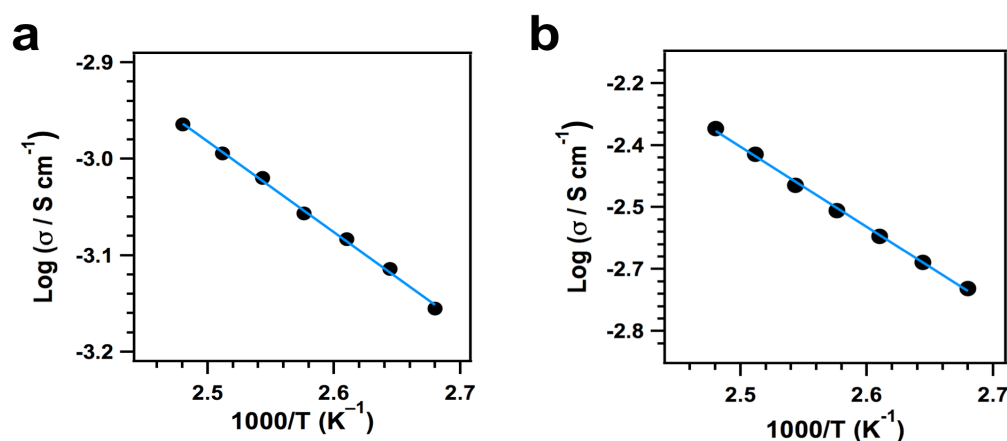 a
-2.9
-3.0
-3.1
-3.2
Log (σ / S cm⁻¹)
2.5 2.6 2.7
1000/T (K⁻¹)
b
-2.2
-2.4
-2.5
-2.7
-2.8
Log (σ / S cm⁻¹)
2.5 2.6 2.7
1000/T (K⁻¹)